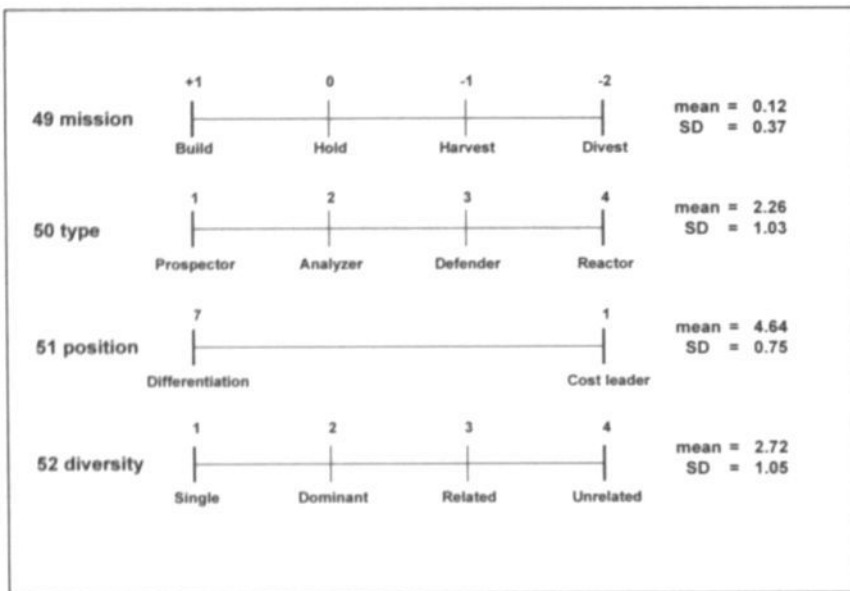 +1 0 -1 -2
49 mission
Build Hold Harvest Divest
mean = 0.12
SD = 0.37
1 2 3 4
50 type
Prospector Analyzer Defender Reactor
mean = 2.26
SD = 1.03
7 1
51 position
Differentiation Cost leader
mean = 4.64
SD = 0.75
1 2 3 4
52 diversity
Single Dominant Related Unrelated
mean = 2.72
SD = 1.05